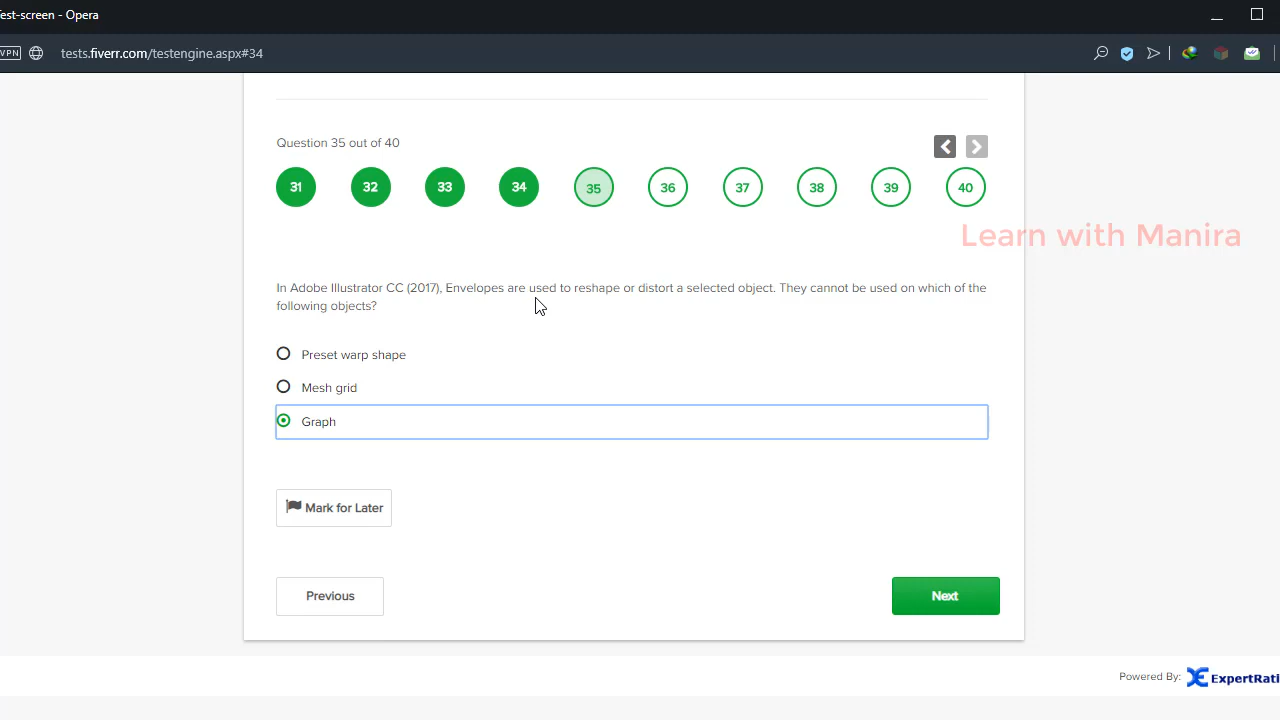 est-screen - Opera
VPN
tests.fiverr.com/testengine.aspx#34
Question 35 out of 40
31 32 33 34 35 36 37 38 39 40
Learn with Manira
In Adobe Illustrator CC (2017), Envelopes are used to reshape or distort a selected object. They cannot be used on which of the
following objects?
Preset warp shape
Mesh grid
Graph
Mark for Later
Previous
Next
Powered By:
ExpertRati